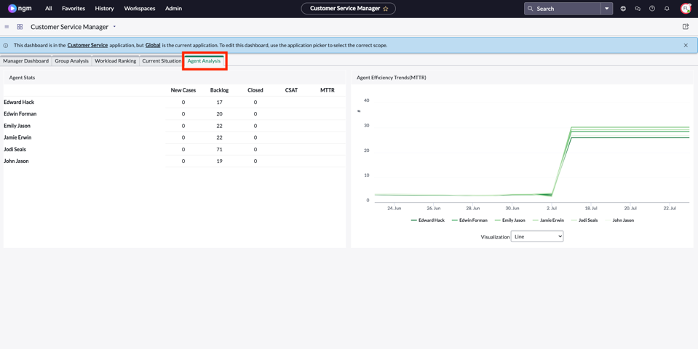 ngm All Favorites History Workspaces Admin Customer Service Manager Search
Customer Service Manager
This dashboard is in the Customer Service application, but Global is the current application. To edit this dashboard, use the application picker to select the correct scope.
Manager Dashboard Group Analysis Workload Ranking Current Situation Agent Analysis
Agent Stats
New Cases Backlog Closed CSAT MTTR
Edward Hack 0 17 0
Edwin Forman 0 20 0
Emily Jason 0 22 0
Jamie Erwin 0 22 0
Jodi Seals 0 71 0
John Jason 0 19 0
Agent Efficiency Trends(MTTR)
40
30
20
10
0
24. Jun 26. Jun 28. Jun 30. Jun 2. Jul 16. Jul 18. Jul 20. Jul 22. Jul
Edward Hack Edwin Forman Emily Jason Jamie Erwin Jodi Seals John Jason
Visualization Line